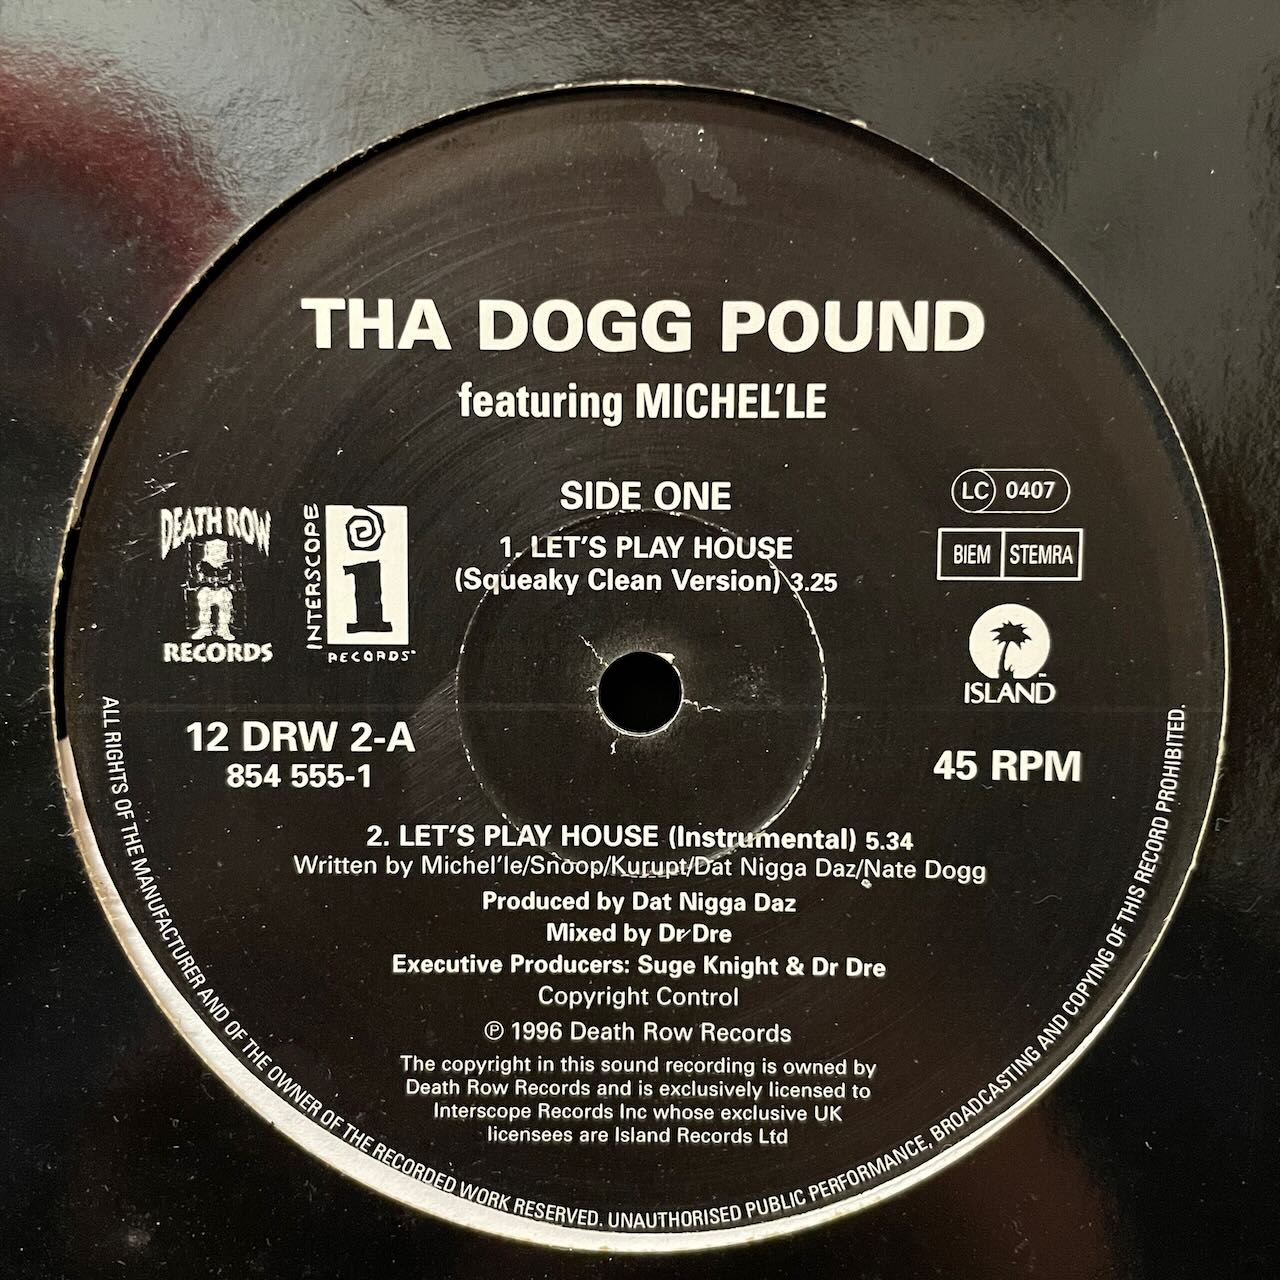 THA DOGG POUND
featuring MICHEL'LE
SIDE ONE
1. LET'S PLAY HOUSE
(Squeaky Clean Version) 3.25
DEATH ROW
RECORDS
INTERSCOPE
i
RECORDS
LC 0407
BIEM STEMRA
ISLAND
12 DRW 2-A
854 555-1
45 RPM
2. LET'S PLAY HOUSE (Instrumental) 5.34
Written by Michel'le/Snoop/Kurupt/Dat Nigga Daz/Nate Dogg
Produced by Dat Nigga Daz
Mixed by Dr Dre
Executive Producers: Suge Knight & Dr Dre
Copyright Control
℗ 1996 Death Row Records
The copyright in this sound recording is owned by
Death Row Records and is exclusively licensed to
Interscope Records Inc whose exclusive UK
licensees are Island Records Ltd
ALL RIGHTS OF THE MANUFACTURER AND OF THE OWNER OF THE RECORDED WORK RESERVED. UNAUTHORISED PUBLIC PERFORMANCE, BROADCASTING AND COPYING OF THIS RECORD PROHIBITED.